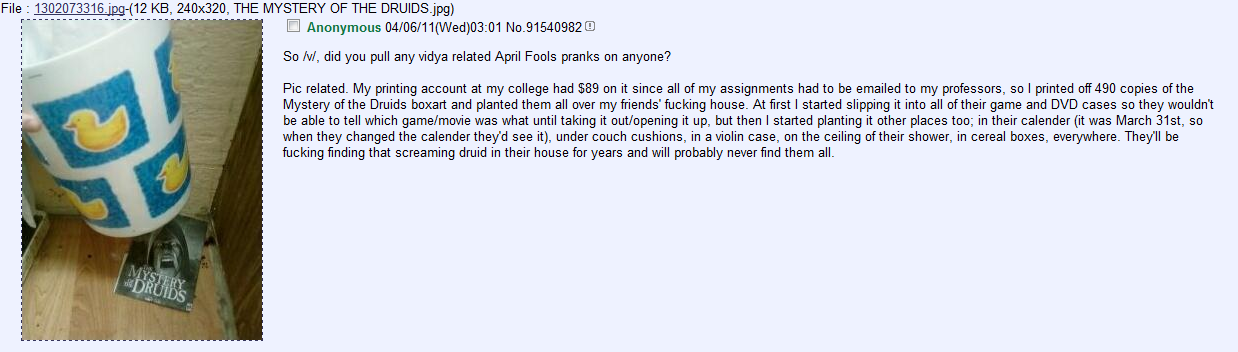 File : 1302073316.jpg-(12 KB, 240x320, THE MYSTERY OF THE DRUIDS.jpg)
Anonymous 04/06/11(Wed)03:01 No.91540982
So /v/, did you pull any vidya related April Fools pranks on anyone?
Pic related. My printing account at my college had $89 on it since all of my assignments had to be emailed to my professors, so I printed off 490 copies of the
Mystery of the Druids boxart and planted them all over my friends' fucking house. At first I started slipping it into all of their game and DVD cases so they wouldn't
be able to tell which game/movie was what until taking it out/opening it up, but then I started planting it other places too; in their calender (it was March 31st, so
when they changed the calender they'd see it), under couch cushions, in a violin case, on the ceiling of their shower, in cereal boxes, everywhere. They'll be
fucking finding that screaming druid in their house for years and will probably never find them all.
THE
MYSTERY
OF THE DRUIDS